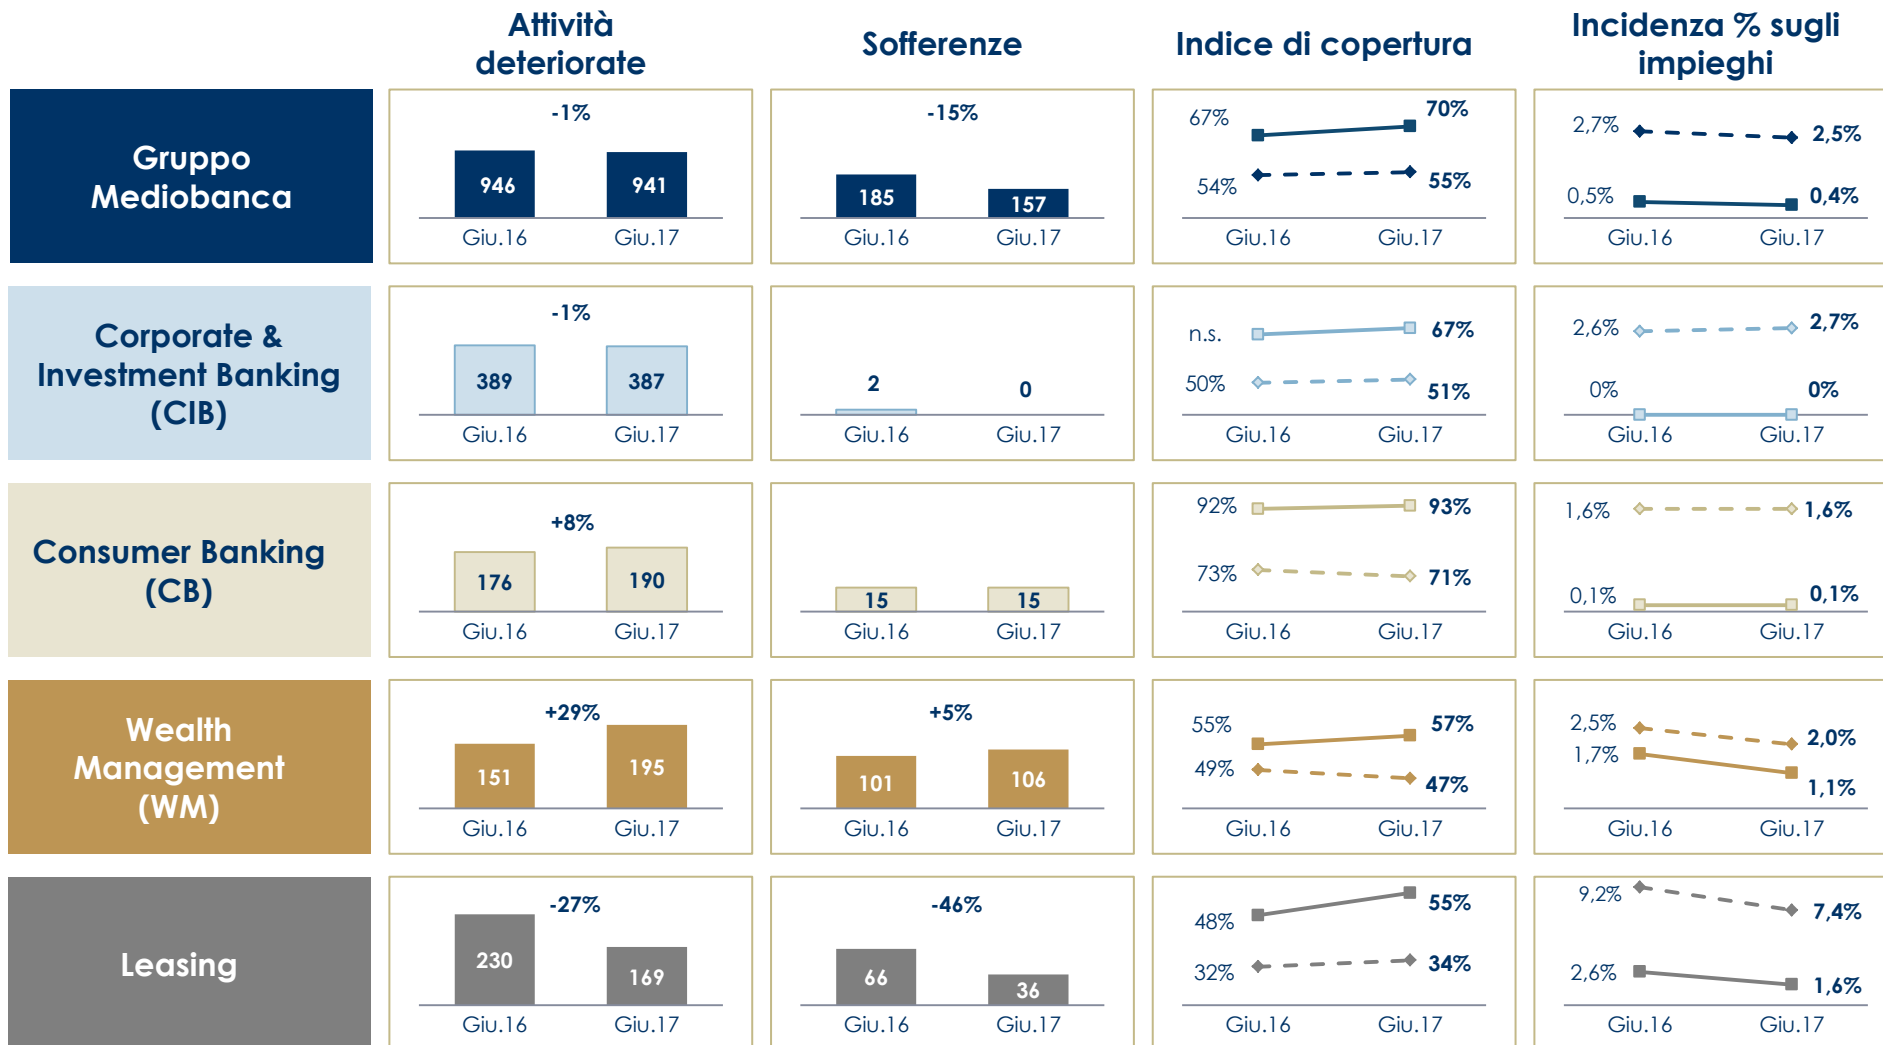 Attività
deteriorate
Sofferenze
Indice di copertura
Incidenza % sugli
impieghi
Gruppo
Mediobanca
-1%
946
941
Giu.16
Giu.17
-15%
185
157
Giu.16
Giu.17
67%
70%
54%
55%
Giu.16
Giu.17
2,7%
2,5%
0,5%
0,4%
Giu.16
Giu.17
Corporate &
Investment Banking
(CIB)
-1%
389
387
Giu.16
Giu.17
2
0
Giu.16
Giu.17
n.s.
67%
50%
51%
Giu.16
Giu.17
2,6%
2,7%
0%
0%
Giu.16
Giu.17
Consumer Banking
(CB)
+8%
176
190
Giu.16
Giu.17
15
15
Giu.16
Giu.17
92%
93%
73%
71%
Giu.16
Giu.17
1,6%
1,6%
0,1%
0,1%
Giu.16
Giu.17
Wealth
Management
(WM)
+29%
151
195
Giu.16
Giu.17
+5%
101
106
Giu.16
Giu.17
55%
57%
49%
47%
Giu.16
Giu.17
2,5%
2,0%
1,7%
1,1%
Giu.16
Giu.17
Leasing
-27%
230
169
Giu.16
Giu.17
-46%
66
36
Giu.16
Giu.17
48%
55%
32%
34%
Giu.16
Giu.17
9,2%
7,4%
2,6%
1,6%
Giu.16
Giu.17